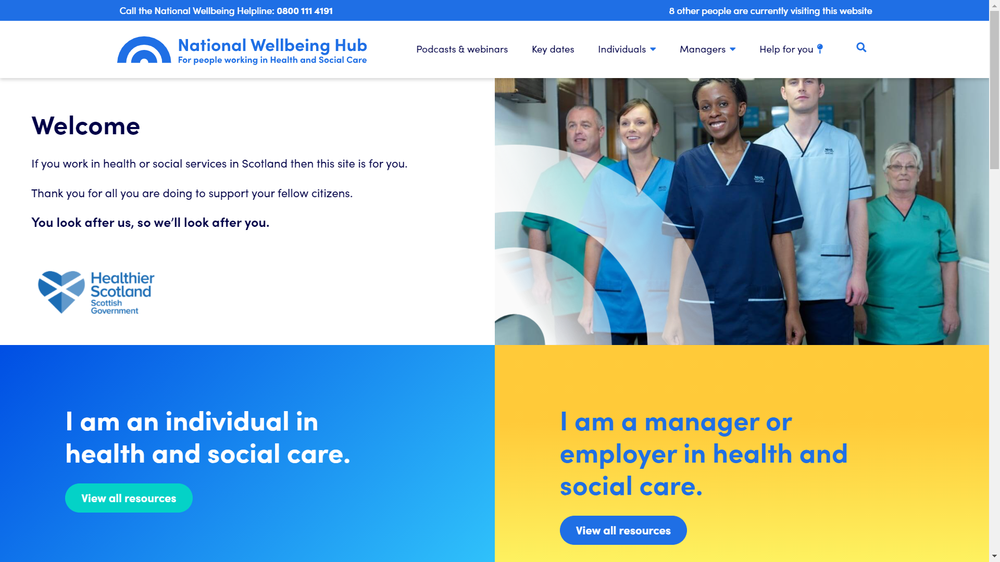 Call the National Wellbeing Helpline: 0800 111 4191
8 other people are currently visiting this website
National Wellbeing Hub
For people working in Health and Social Care
Podcasts & webinars
Key dates
Individuals
Managers
Help for you
Welcome
If you work in health or social services in Scotland then this site is for you.
Thank you for all you are doing to support your fellow citizens.
You look after us, so we’ll look after you.
Healthier
Scotland
Scottish
Government
NHS
NHS
I am an individual in
health and social care.
View all resources
I am a manager or
employer in health and
social care.
View all resources